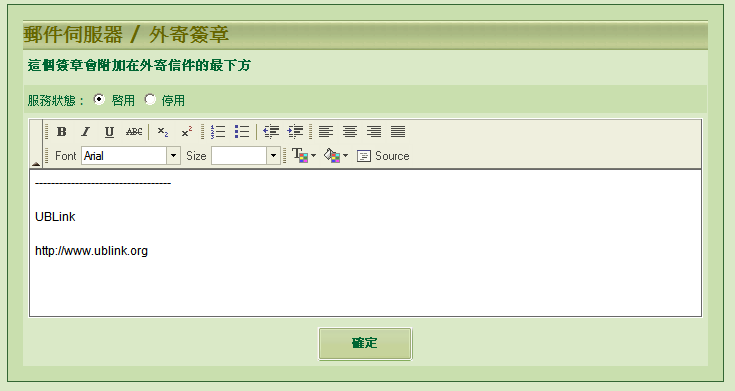 郵件伺服器 / 外寄簽章
這個簽章會附加在外寄信件的最下方
服務狀態： 啓用 停用
B I U ABC x₂ x²
Font Arial Size Source
----------------------------------
UBLink
http://www.ublink.org
確定